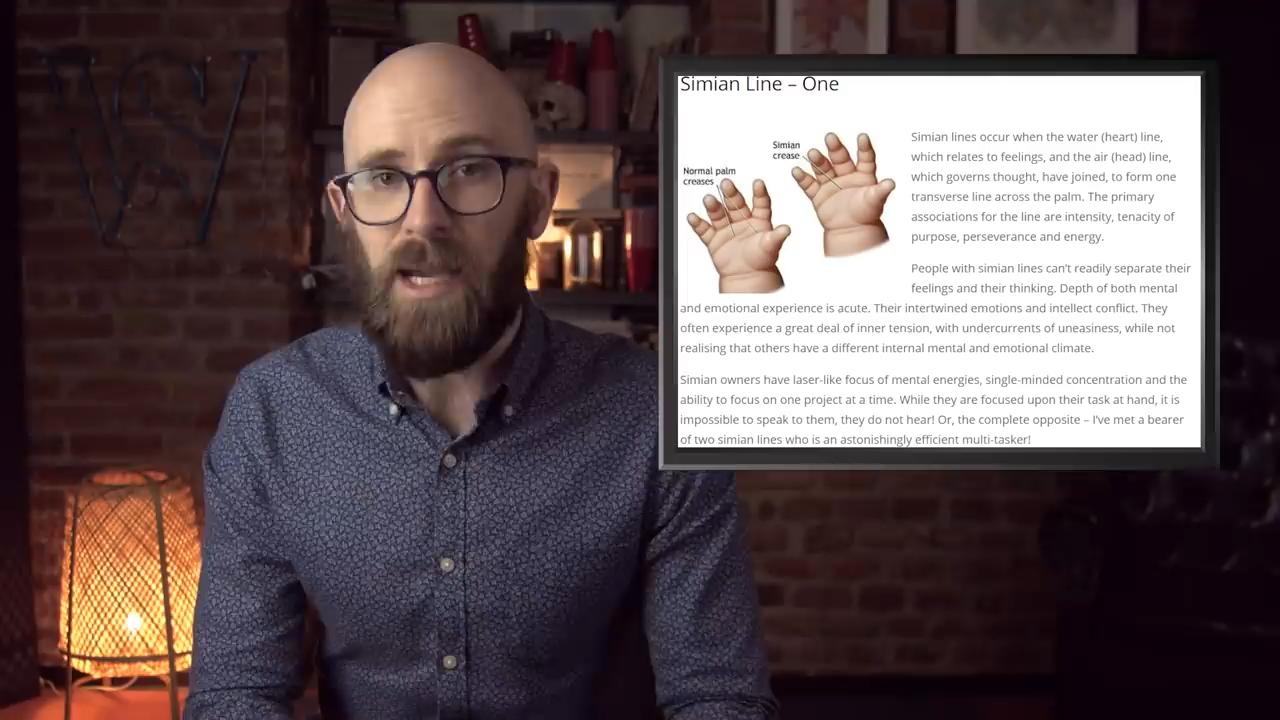 Simian Line – One
Simian
crease
Normal palm
creases
Simian lines occur when the water (heart) line,
which relates to feelings, and the air (head) line,
which governs thought, have joined, to form one
transverse line across the palm. The primary
associations for the line are intensity, tenacity of
purpose, perseverance and energy.
People with simian lines can’t readily separate their
feelings and their thinking. Depth of both mental
and emotional experience is acute. Their intertwined emotions and intellect conflict. They
often experience a great deal of inner tension, with undercurrents of uneasiness, while not
realising that others have a different internal mental and emotional climate.
Simian owners have laser-like focus of mental energies, single-minded concentration and the
ability to focus on one project at a time. While they are focused upon their task at hand, it is
impossible to speak to them, they do not hear! Or, the complete opposite – I’ve met a bearer
of two simian lines who is an astonishingly efficient multi-tasker!